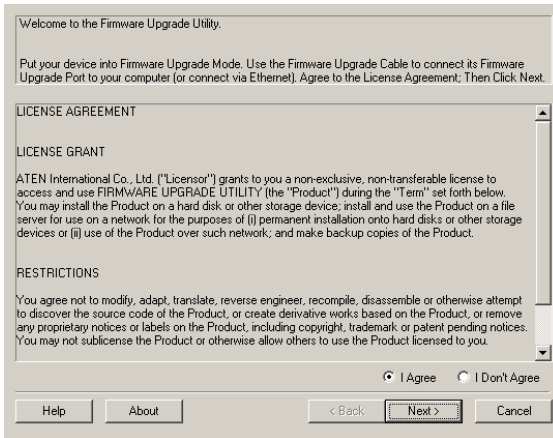 Welcome to the Firmware Upgrade Utility.
Put your device into Firmware Upgrade Mode. Use the Firmware Upgrade Cable to connect its Firmware
Upgrade Port to your computer (or connect via Ethernet). Agree to the License Agreement; Then Click Next.
LICENSE AGREEMENT
LICENSE GRANT
ATEN International Co., Ltd. ("Licensor") grants to you a non-exclusive, non-transferable license to
access and use FIRMWARE UPGRADE UTILITY (the "Product") during the "Term" set forth below.
You may install the Product on a hard disk or other storage device; install and use the Product on a file
server for use on a network for the purposes of (i) permanent installation onto hard disks or other storage
devices or (ii) use of the Product over such network; and make backup copies of the Product.
RESTRICTIONS
You agree not to modify, adapt, translate, reverse engineer, recompile, disassemble or otherwise attempt
to discover the source code of the Product, or create derivative works based on the Product, or remove
any proprietary notices or labels on the Product, including copyright, trademark or patent pending notices.
You may not sublicense the Product or otherwise allow others to use the Product licensed to you.
I Agree I Don't Agree
Help About < Back Next > Cancel